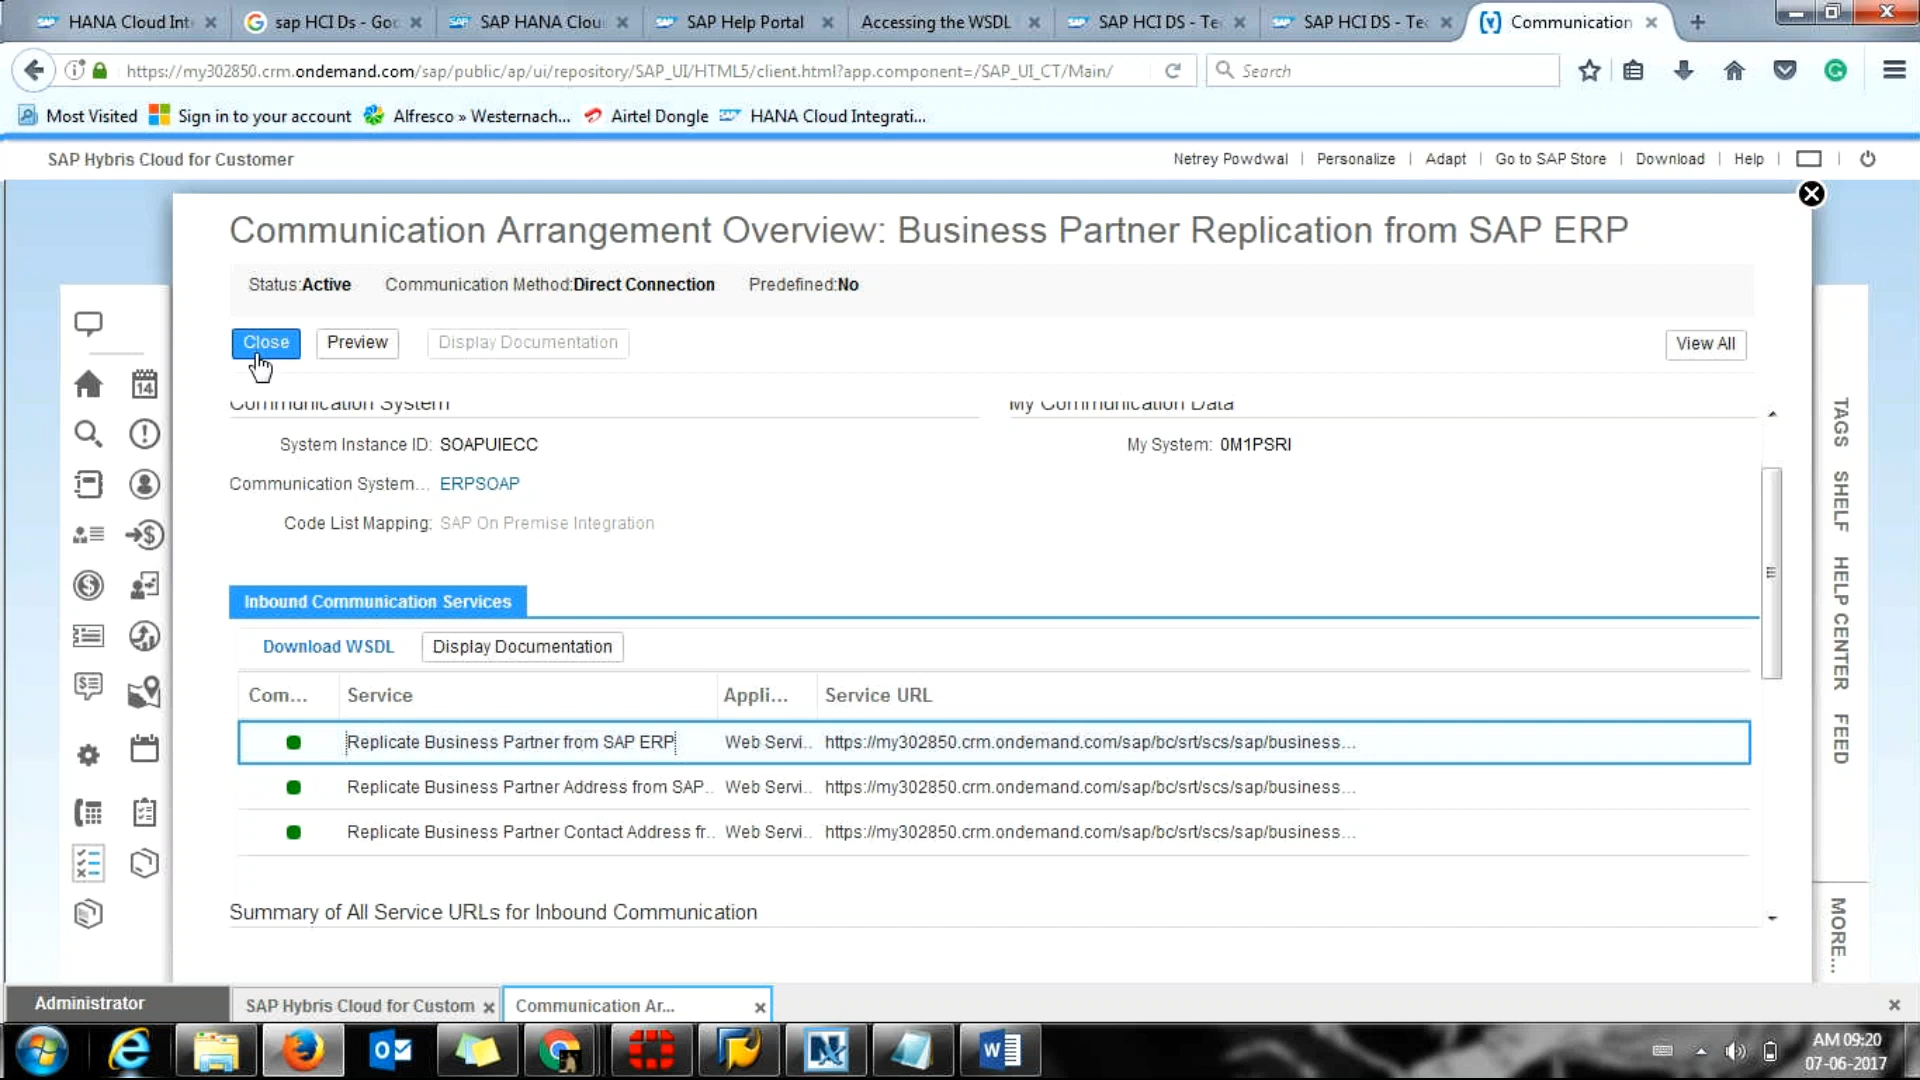 HANA Cloud Int
sap HCI Ds - Goo
SAP HANA Clou
SAP Help Portal
Accessing the WSDL
SAP HCI DS - Te
SAP HCI DS - Te
Communication
https://my302850.crm.ondemand.com/sap/public/ap/ui/repository/SAP_UI/HTML5/client.html?app.component=/SAP_UI_CT/Main/
Search
Most Visited
Sign in to your account
Alfresco » Westernach...
Airtel Dongle
HANA Cloud Integrati...
SAP Hybris Cloud for Customer
Netrey Powdwal
Personalize
Adapt
Go to SAP Store
Download
Help
Communication Arrangement Overview: Business Partner Replication from SAP ERP
Status:Active
Communication Method:Direct Connection
Predefined:No
Close
Preview
Display Documentation
View All
Communication System
My Communication Data
System Instance ID: SOAPUIECC
My System: 0M1PSRI
Communication System... ERPSOAP
Code List Mapping: SAP On Premise Integration
Inbound Communication Services
Download WSDL
Display Documentation
Com...
Service
Appli...
Service URL
Replicate Business Partner from SAP ERP Web Servi.. https://my302850.crm.ondemand.com/sap/bc/srt/scs/sap/business...
Replicate Business Partner Address from SAP.. Web Servi.. https://my302850.crm.ondemand.com/sap/bc/srt/scs/sap/business...
Replicate Business Partner Contact Address fr.. Web Servi.. https://my302850.crm.ondemand.com/sap/bc/srt/scs/sap/business...
Summary of All Service URLs for Inbound Communication
14
TAGS
SHELF
HELP CENTER
FEED
MORE...
Administrator
SAP Hybris Cloud for Custom
Communication Ar...
AM 09:20
07-06-2017